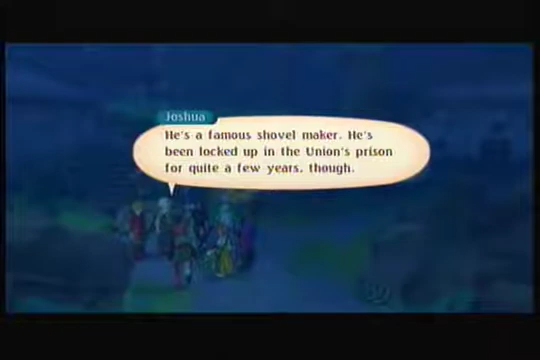 Joshua
He's a famous shovel maker. He's
been locked up in the Union's prison
for quite a few years, though.